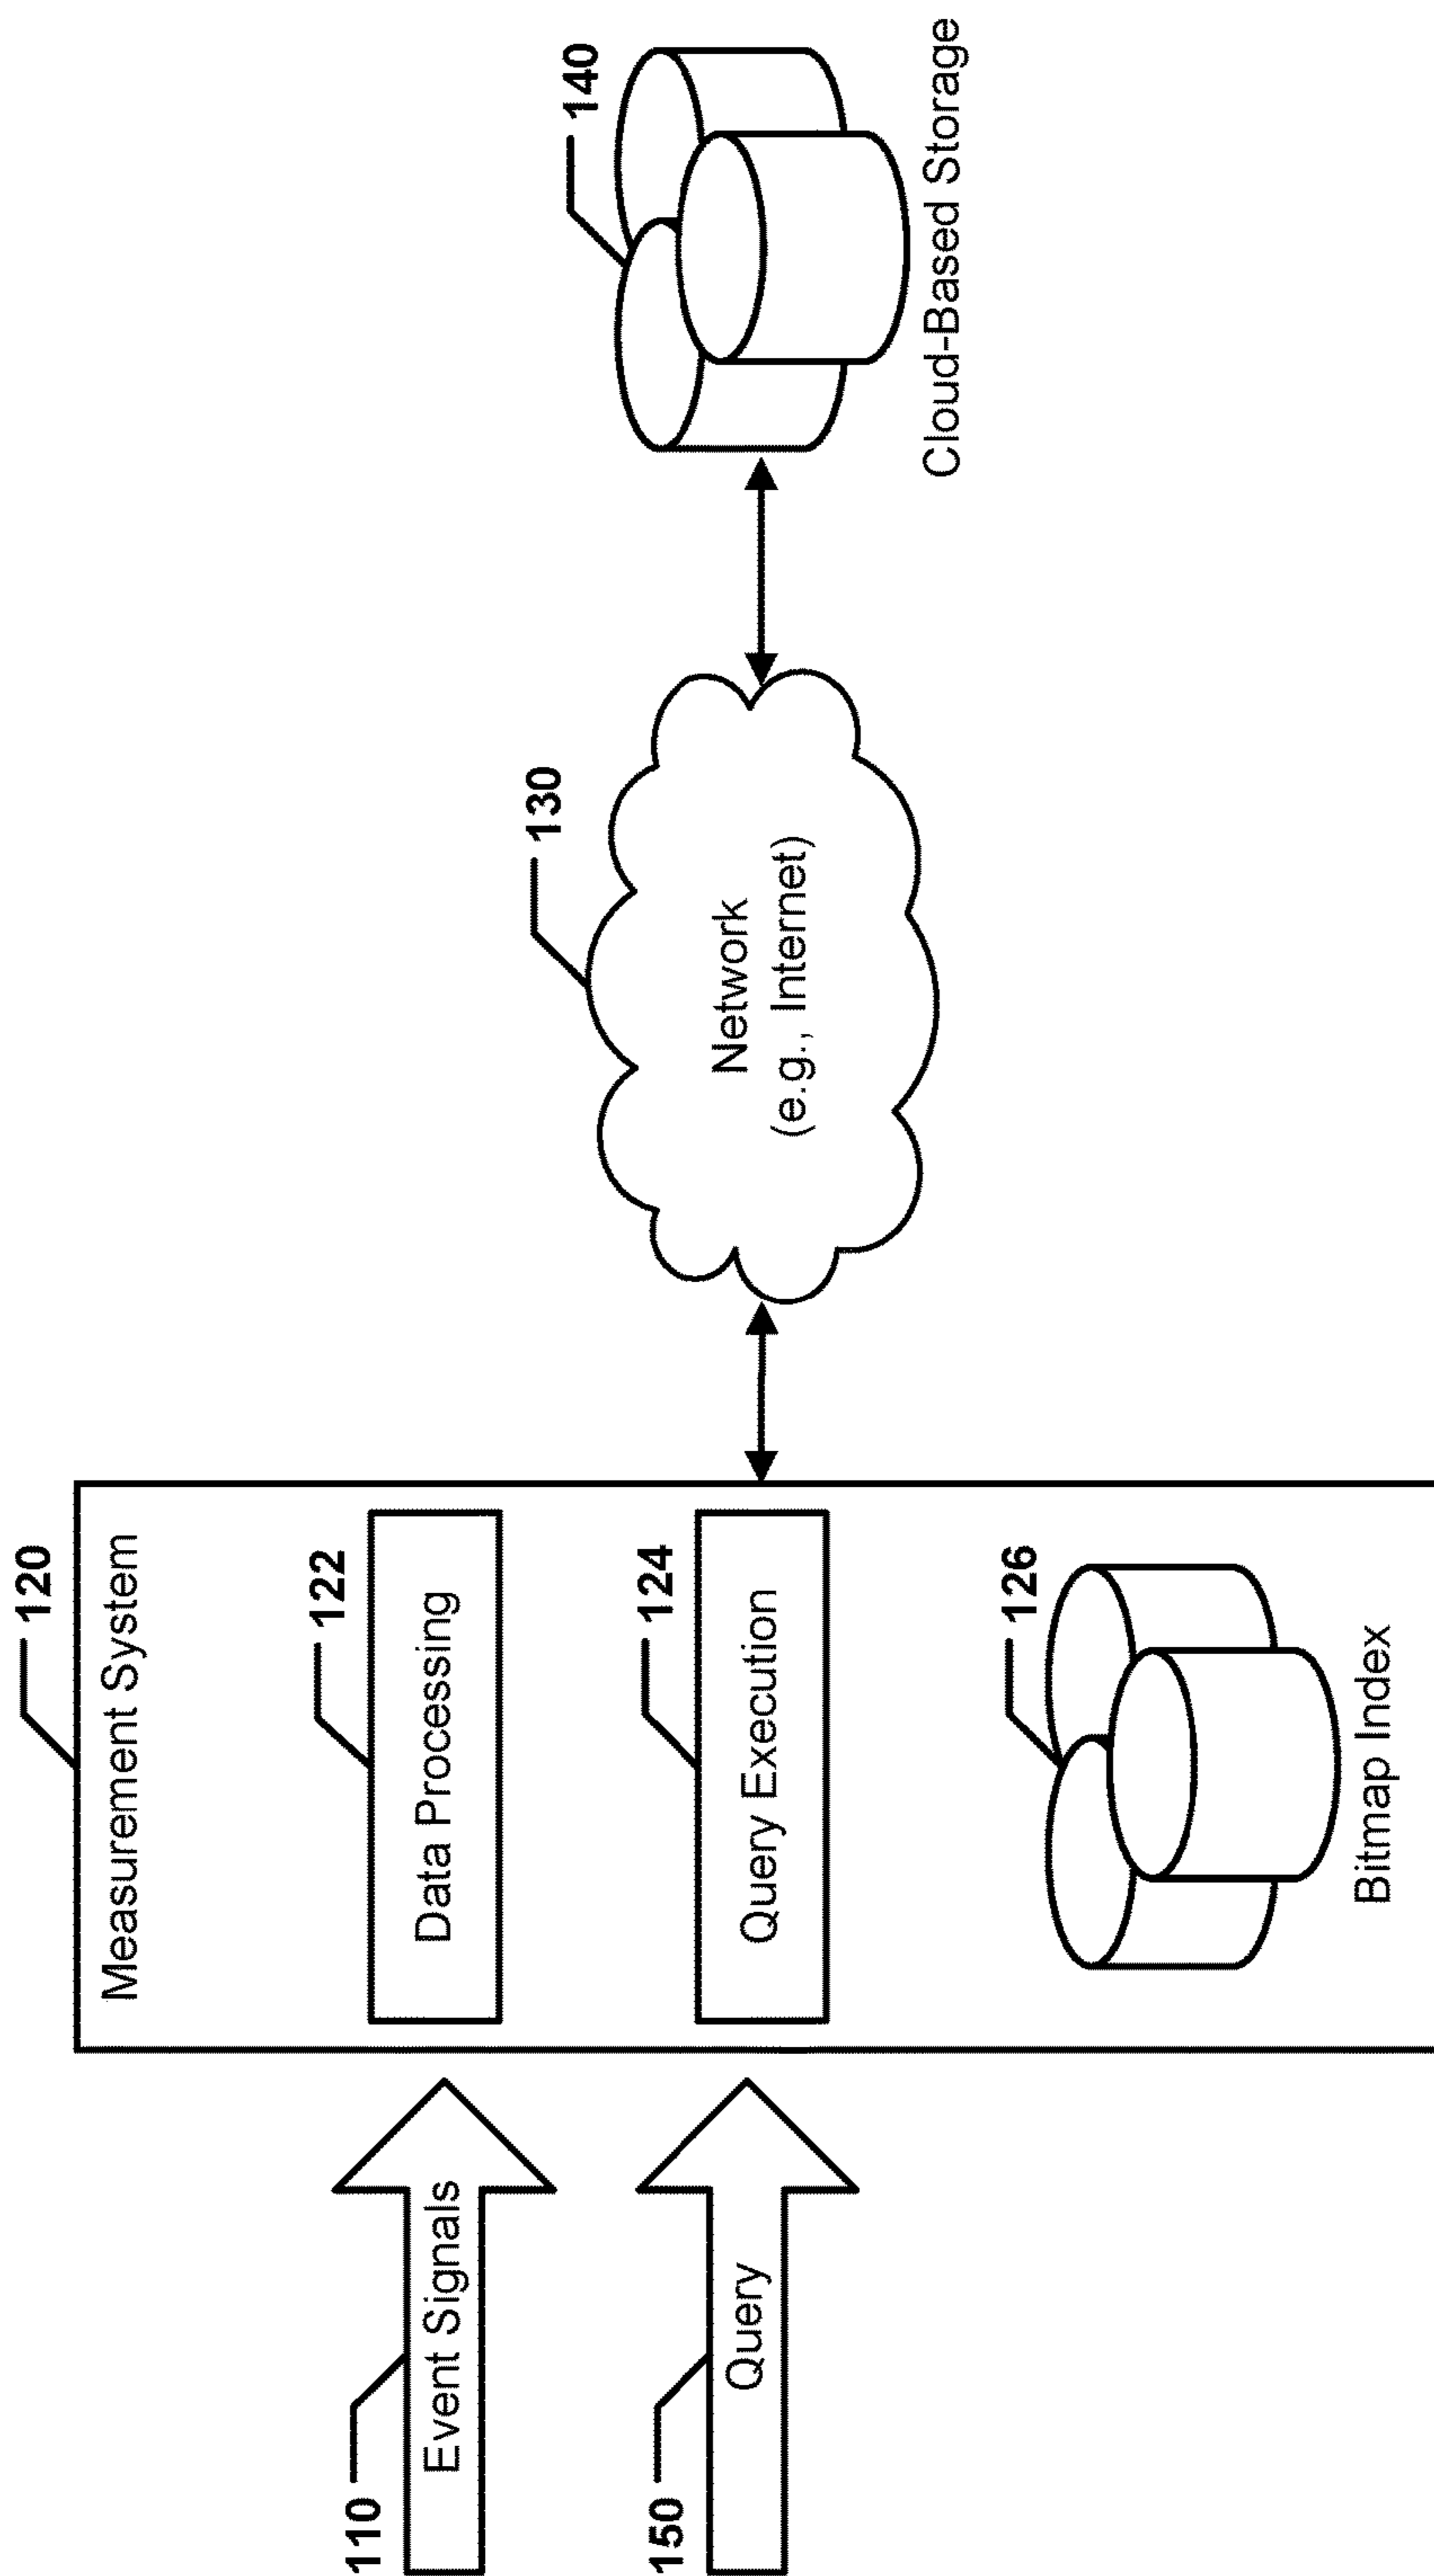 120
Measurement System
110
Event Signals
122
Data Processing
150
Query
124
Query Execution
126
Bitmap Index
130
Network
(e.g., Internet)
140
Cloud-Based Storage